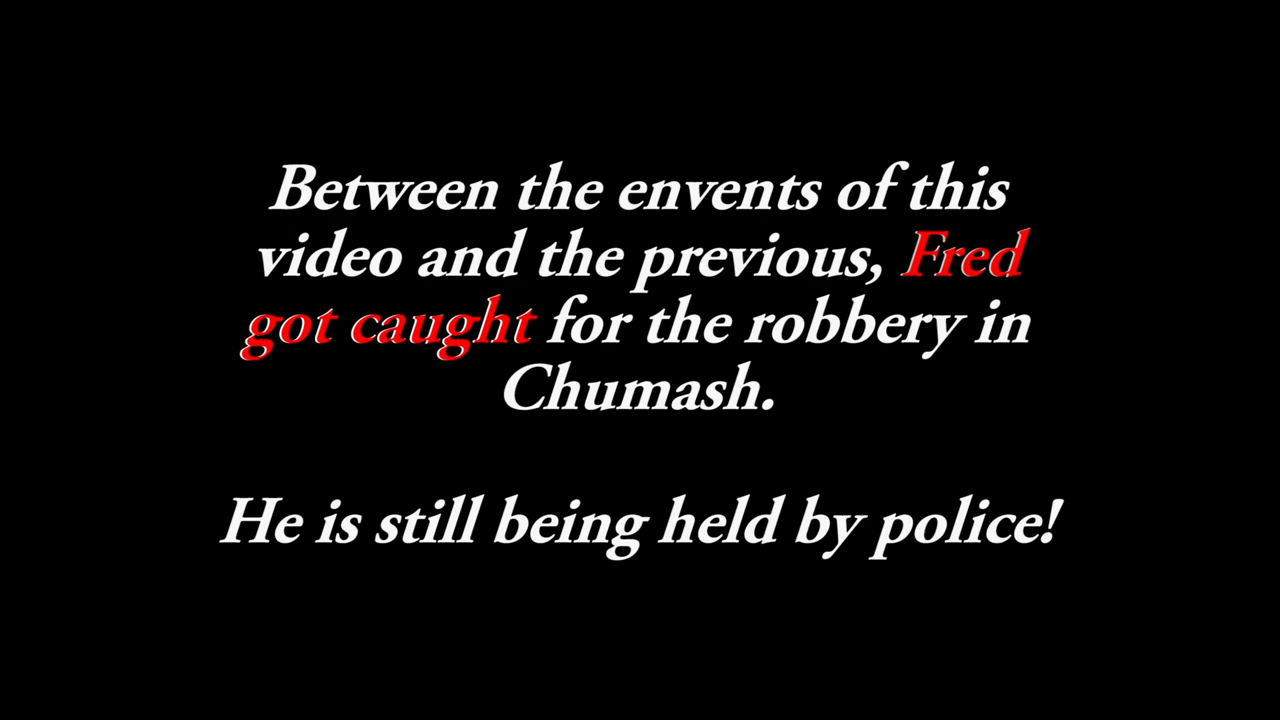 Between the envents of this
video and the previous, Fred
got caught for the robbery in
Chumash.
He is still being held by police!